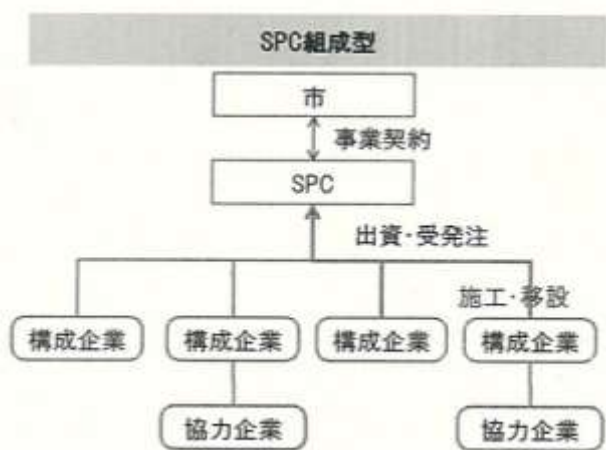 SPC組成型
市
事業契約
SPC
出資・受発注
施工・移設
構成企業
構成企業
構成企業
構成企業
協力企業
協力企業